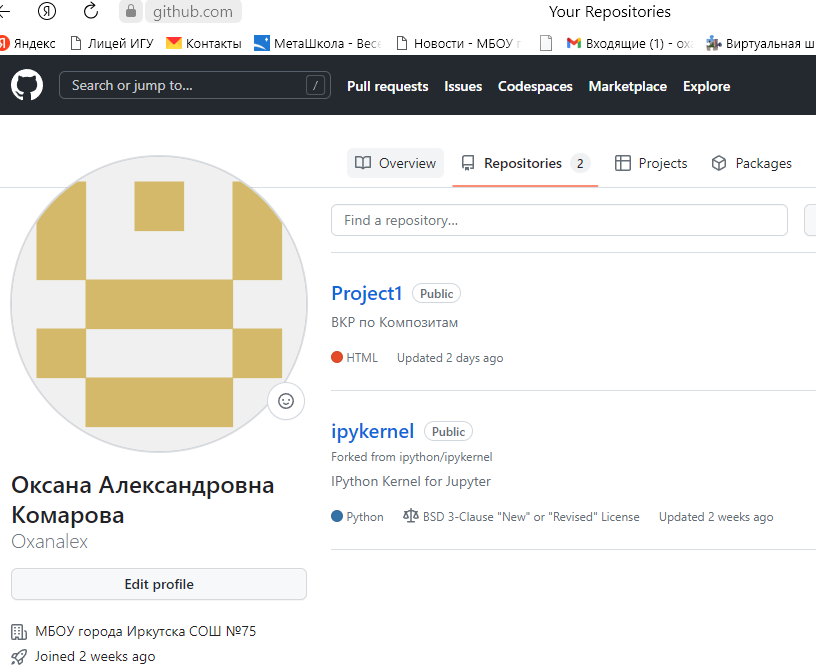 Я
github.com
Your Repositories
Яндекс
Лицей ИГУ
Контакты
МетаШкола - Весе
Новости - МБОУ г
Входящие (1) - oxa
Виртуальная ш
Search or jump to...
/
Pull requests
Issues
Codespaces
Marketplace
Explore
Overview
Repositories 2
Projects
Packages
Find a repository...
Project1 Public
ВКР по Композитам
HTML Updated 2 days ago
ipykernel Public
Forked from ipython/ipykernel
IPython Kernel for Jupyter
Python BSD 3-Clause "New" or "Revised" License Updated 2 weeks ago
Оксана Александровна
Комарова
Oxanalex
Edit profile
МБОУ города Иркутска СОШ №75
Joined 2 weeks ago